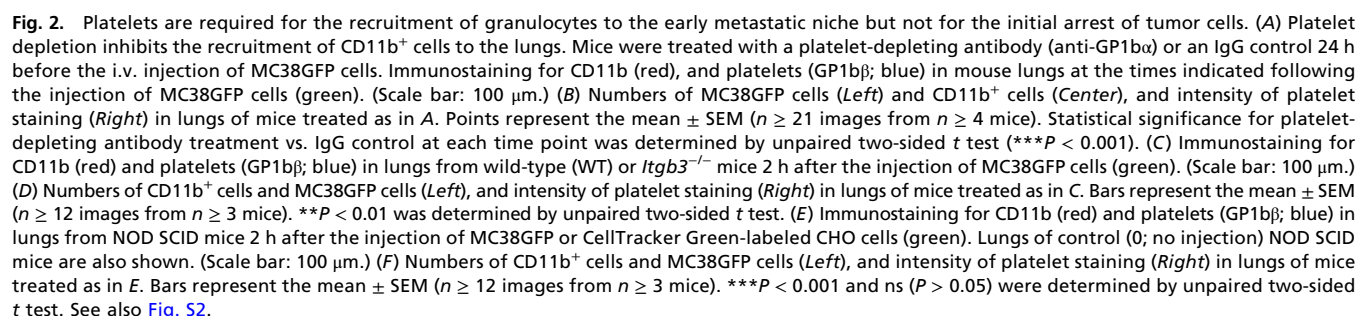 Fig. 2. Platelets are required for the recruitment of granulocytes to the early metastatic niche but not for the initial arrest of tumor cells. (A) Platelet
depletion inhibits the recruitment of CD11b⁺ cells to the lungs. Mice were treated with a platelet-depleting antibody (anti-GP1bα) or an IgG control 24 h
before the i.v. injection of MC38GFP cells. Immunostaining for CD11b (red), and platelets (GP1bβ; blue) in mouse lungs at the times indicated following
the injection of MC38GFP cells (green). (Scale bar: 100 μm.) (B) Numbers of MC38GFP cells (Left) and CD11b⁺ cells (Center), and intensity of platelet
staining (Right) in lungs of mice treated as in A. Points represent the mean ± SEM (n ≥ 21 images from n ≥ 4 mice). Statistical significance for platelet-
depleting antibody treatment vs. IgG control at each time point was determined by unpaired two-sided t test (***P < 0.001). (C) Immunostaining for
CD11b (red) and platelets (GP1bβ; blue) in lungs from wild-type (WT) or Itgb3⁻/⁻ mice 2 h after the injection of MC38GFP cells (green). (Scale bar: 100 μm.)
(D) Numbers of CD11b⁺ cells and MC38GFP cells (Left), and intensity of platelet staining (Right) in lungs of mice treated as in C. Bars represent the mean ± SEM
(n ≥ 12 images from n ≥ 3 mice). **P < 0.01 was determined by unpaired two-sided t test. (E) Immunostaining for CD11b (red) and platelets (GP1bβ; blue) in
lungs from NOD SCID mice 2 h after the injection of MC38GFP or CellTracker Green-labeled CHO cells (green). Lungs of control (0; no injection) NOD SCID
mice are also shown. (Scale bar: 100 μm.) (F) Numbers of CD11b⁺ cells and MC38GFP cells (Left), and intensity of platelet staining (Right) in lungs of mice
treated as in E. Bars represent the mean ± SEM (n ≥ 12 images from n ≥ 3 mice). ***P < 0.001 and ns (P > 0.05) were determined by unpaired two-sided
t test. See also Fig. S2.